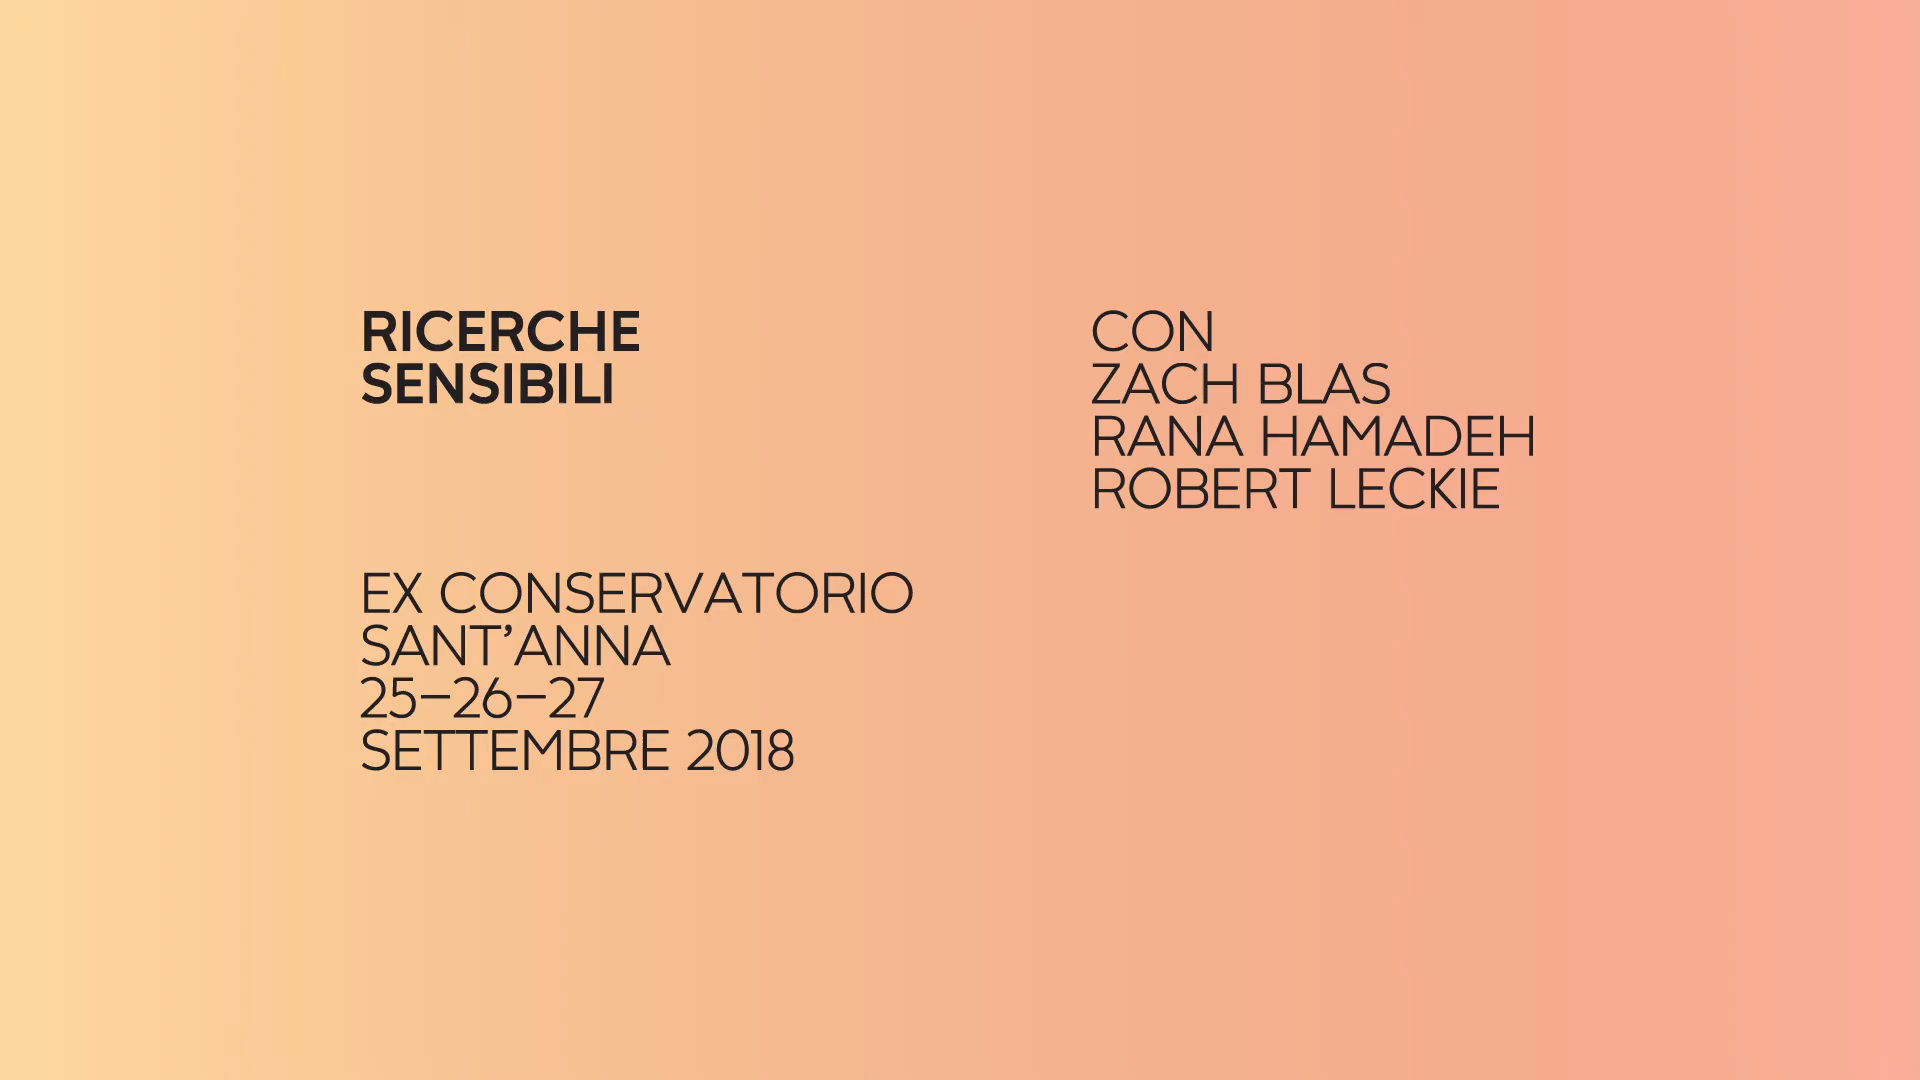 RICERCHE
SENSIBILI
EX CONSERVATORIO
SANT’ANNA
25–26–27
SETTEMBRE 2018
CON
ZACH BLAS
RANA HAMADEH
ROBERT LECKIE